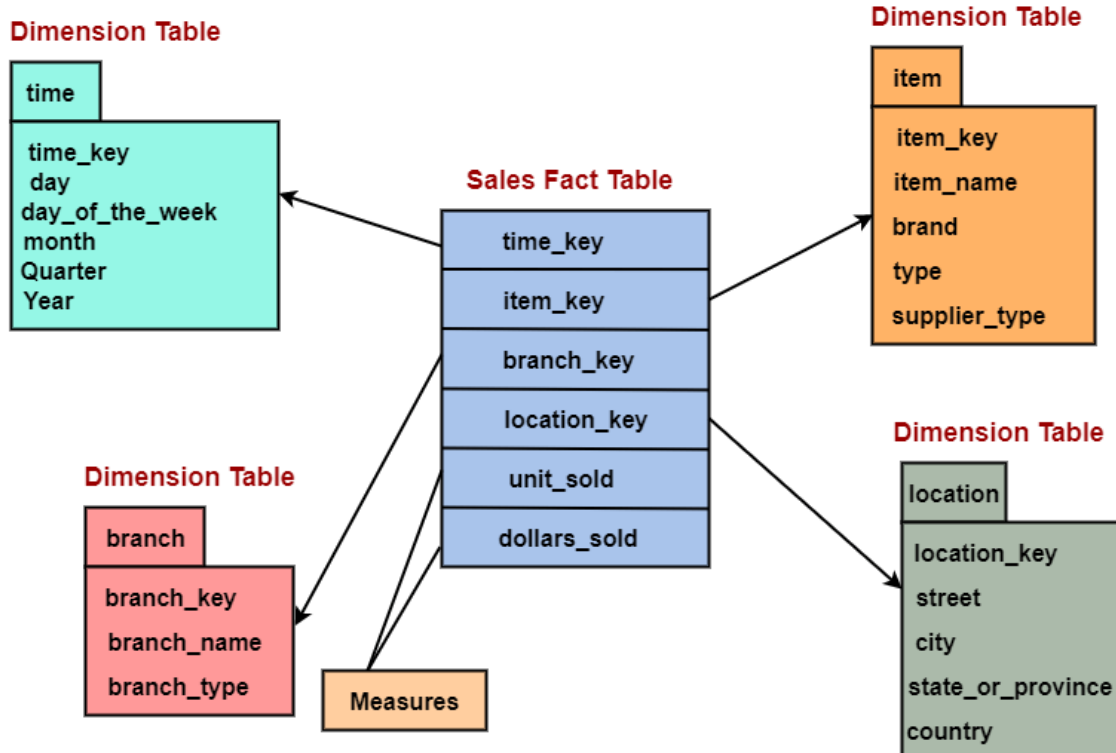 Dimension Table
time
time_key
day
day_of_the_week
month
Quarter
Year
Sales Fact Table
time_key
item_key
branch_key
location_key
unit_sold
dollars_sold
Dimension Table
item
item_key
item_name
brand
type
supplier_type
Dimension Table
branch
branch_key
branch_name
branch_type
Measures
Dimension Table
location
location_key
street
city
state_or_province
country